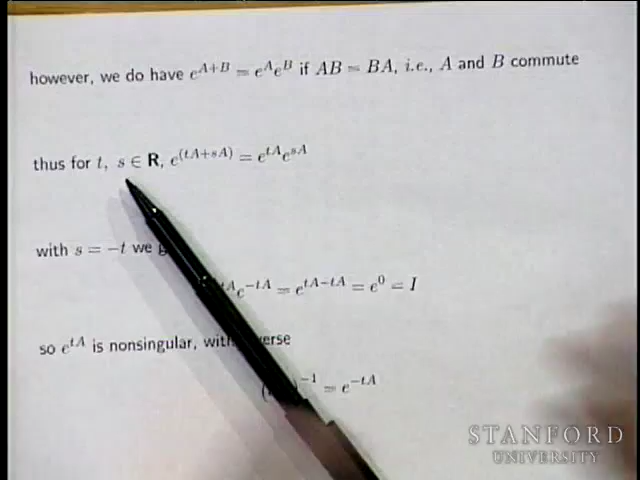 however, we do have e^{A+B} = e^A e^B if AB = BA, i.e., A and B commute
thus for t, s ∈ R, e^{(tA+sA)} = e^{tA} e^{sA}
with s = −t we
e^{−tA} = e^{tA−tA} = e^0 = I
so e^{tA} is nonsingular, with
^{−1} = e^{−tA}
STANFORD
UNIVERSITY